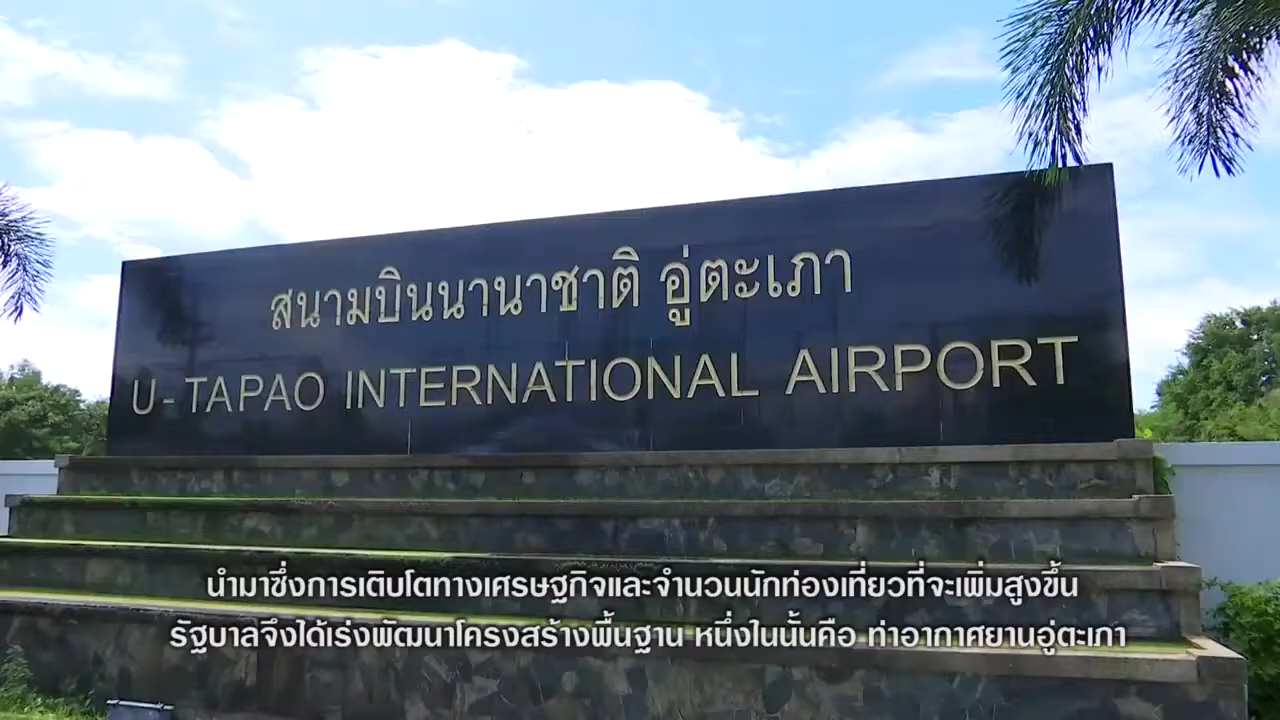 สนามบินนานาชาติ อู่ตะเภา
U - TAPAO INTERNATIONAL AIRPORT
นำมาซึ่งการเติบโตทางเศรษฐกิจและจำนวนนักท่องเที่ยวที่จะเพิ่มสูงขึ้น
รัฐบาลจึงได้เร่งพัฒนาโครงสร้างพื้นฐาน หนึ่งในนั้นคือ ท่าอากาศยานอู่ตะเภา